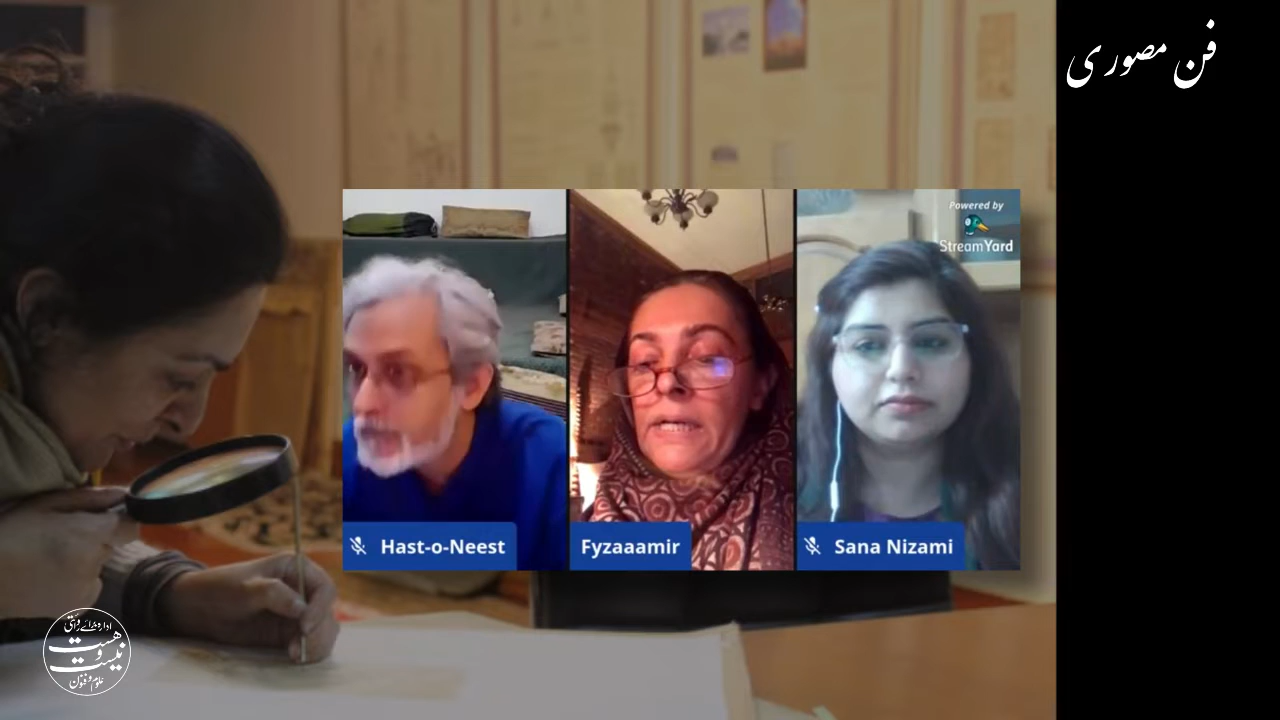 فن مصوری
Powered by
StreamYard
Hast-o-Neest
Fyzaaamir
Sana Nizami
ادارہ برائے روایتی
ہست
و
نیست
علوم و فنون